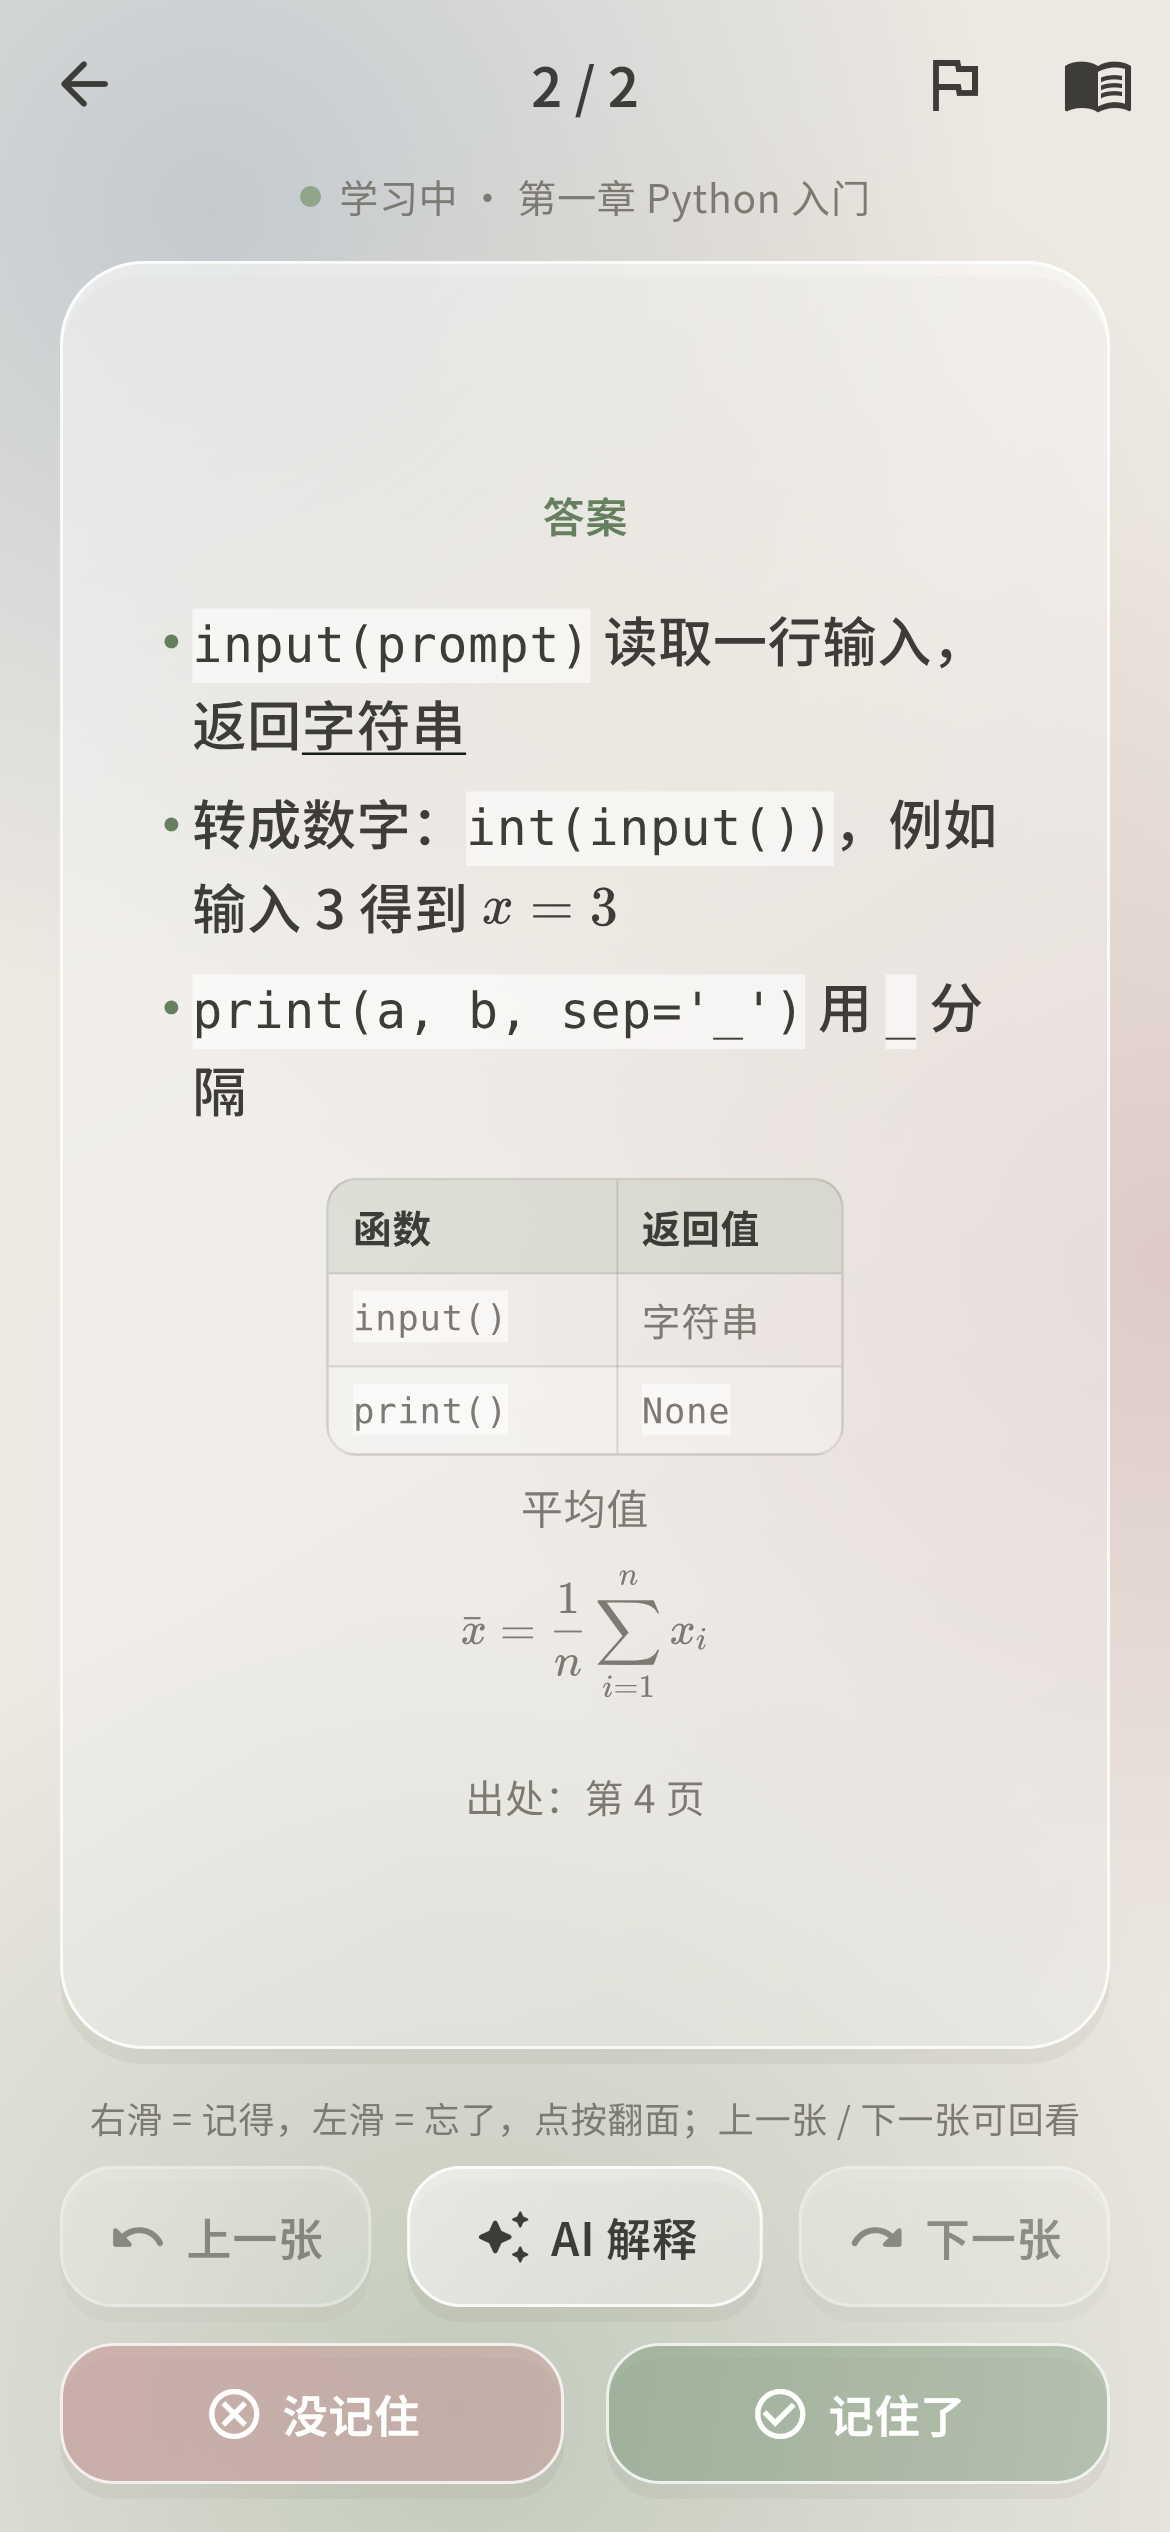 2 / 2
学习中 · 第一章 Python 入门
答案
• input(prompt) 读取一行输入，
返回字符串
• 转成数字：int(input())，例如
输入 3 得到 x = 3
• print(a, b, sep='_') 用 _ 分
隔
函数 返回值
input() 字符串
print() None
平均值
x̄ = 1/n ∑_{i=1}^{n} x_i
出处：第 4 页
右滑 = 记得，左滑 = 忘了，点按翻面；上一张 / 下一张可回看
上一张 AI 解释 下一张
没记住 记住了